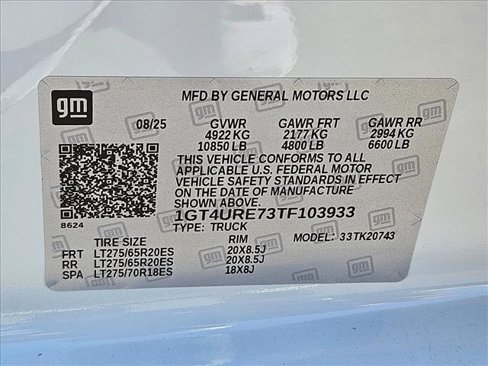 gm
MFD BY GENERAL MOTORS LLC
08/25 GVWR GAWR FRT GAWR RR
4922 KG 2177 KG 2994 KG
10850 LB 4800 LB 6600 LB
THIS VEHICLE CONFORMS TO ALL
APPLICABLE U.S. FEDERAL MOTOR
VEHICLE SAFETY STANDARDS IN
EFFECT ON THE DATE OF MANUFACTURE
SHOWN ABOVE.
1GT4URE73TF103933
8624 TYPE: TRUCK
MODEL: 33TK20743
TIRE SIZE RIM
FRT LT275/65R20ES 20X8.5J
RR LT275/65R20ES 20X8.5J
SPA LT275/70R18ES 18X8J